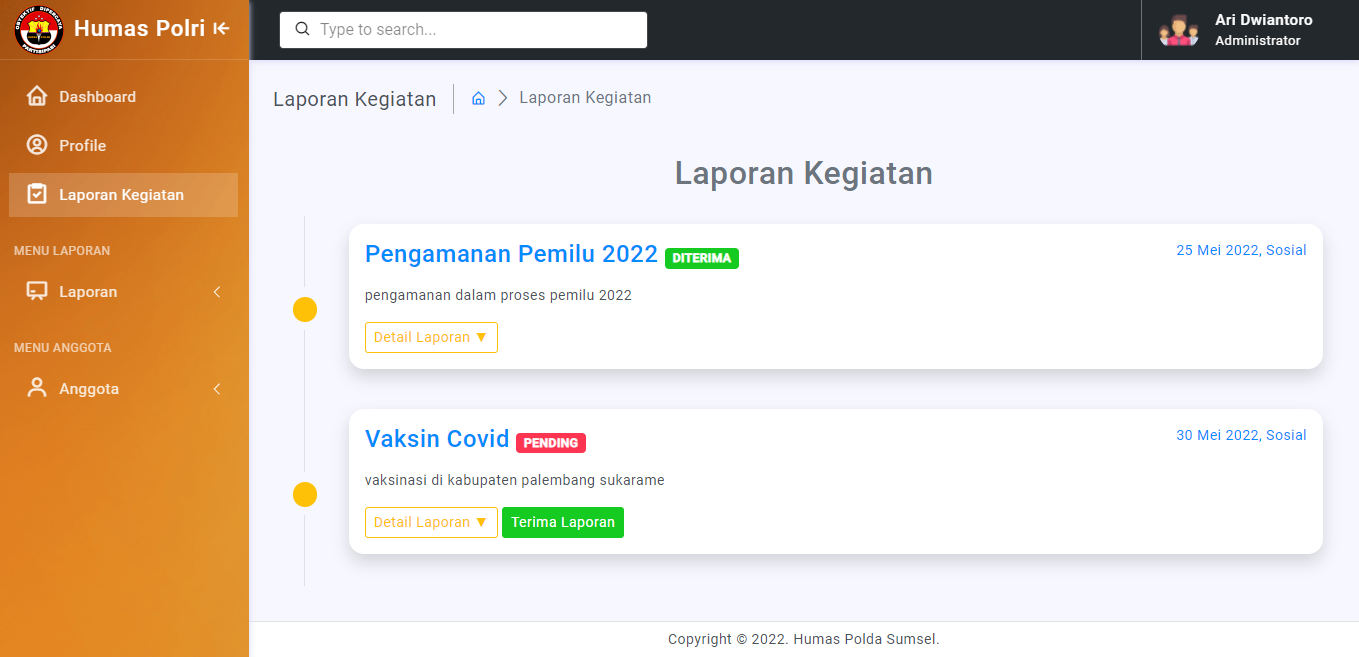 Humas Polri
Type to search...
Ari Dwiantoro
Administrator
Dashboard
Profile
Laporan Kegiatan
MENU LAPORAN
Laporan
MENU ANGGOTA
Anggota
Laporan Kegiatan
Laporan Kegiatan
Laporan Kegiatan
Pengamanan Pemilu 2022 DITERIMA
25 Mei 2022, Sosial
pengamanan dalam proses pemilu 2022
Detail Laporan ▼
Vaksin Covid PENDING
30 Mei 2022, Sosial
vaksinasi di kabupaten palembang sukarame
Detail Laporan ▼ Terima Laporan
Copyright © 2022. Humas Polda Sumsel.